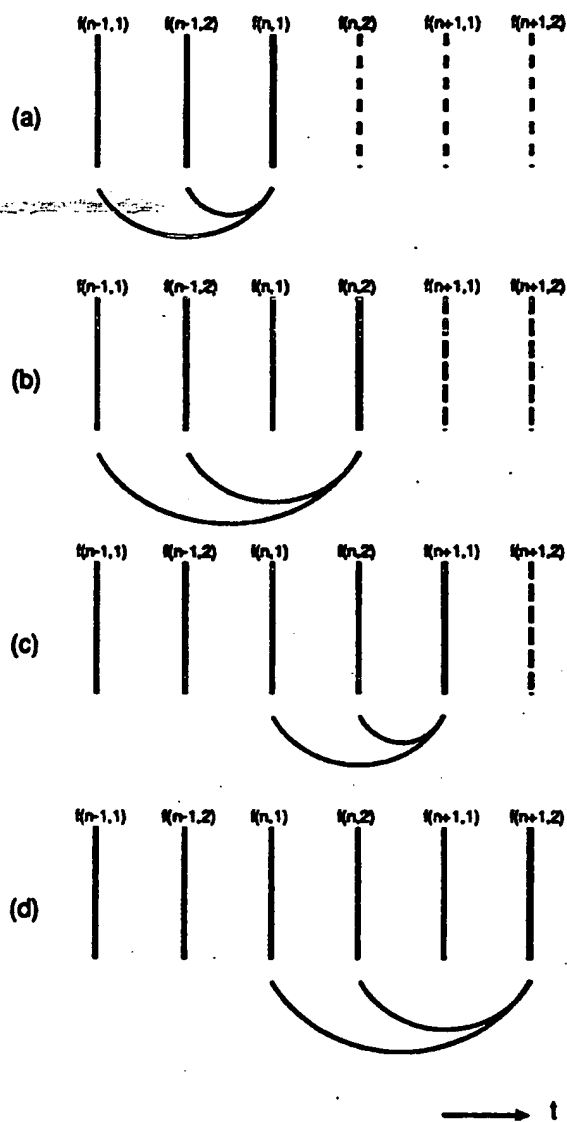 f(n-1,1) f(n-1,2) f(n,1) f(n,2) f(n+1,1) f(n+1,2)
(a)
f(n-1,1) f(n-1,2) f(n,1) f(n,2) f(n+1,1) f(n+1,2)
(b)
f(n-1,1) f(n-1,2) f(n,1) f(n,2) f(n+1,1) f(n+1,2)
(c)
f(n-1,1) f(n-1,2) f(n,1) f(n,2) f(n+1,1) f(n+1,2)
(d)
t